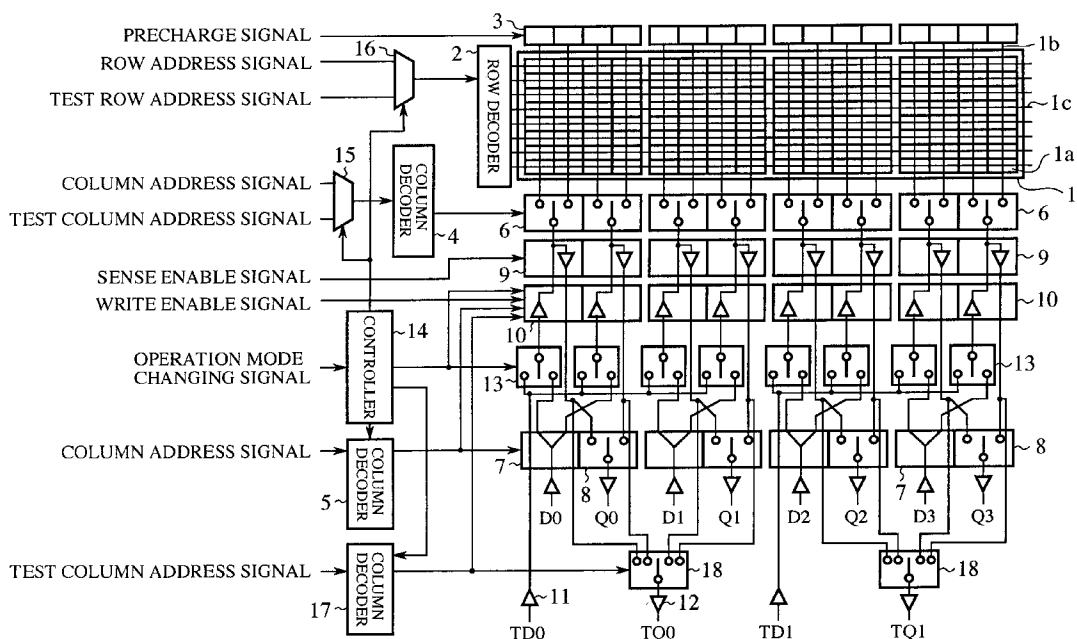 PRECHARGE SIGNAL
ROW ADDRESS SIGNAL
TEST ROW ADDRESS SIGNAL
16
2
3
ROW DECODER
1b
1c
1a
1
COLUMN ADDRESS SIGNAL
TEST COLUMN ADDRESS SIGNAL
15
COLUMN
DECODER
4
6
6
SENSE ENABLE SIGNAL
9
9
WRITE ENABLE SIGNAL
10
10
OPERATION MODE
CHANGING SIGNAL
CONTROLLER
14
13
13
COLUMN ADDRESS SIGNAL
COLUMN
DECODER
5
7
8
7
8
D0
Q0
D1
Q1
D2
Q2
D3
Q3
TEST COLUMN ADDRESS SIGNAL
COLUMN
DECODER
17
18
18
11
12
TD0
TQ0
TD1
TQ1